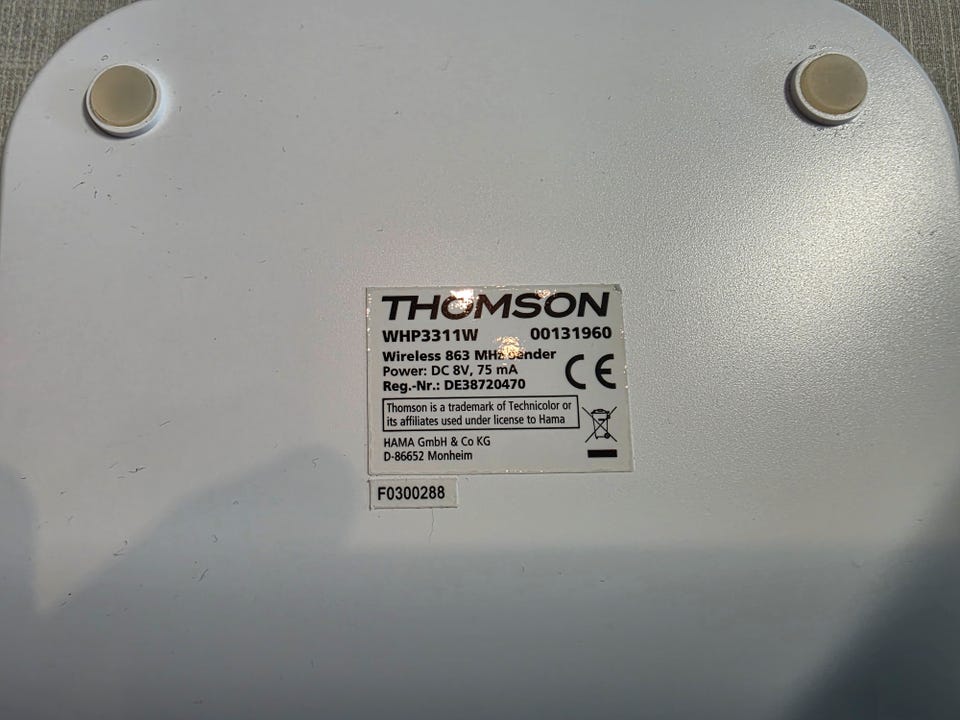 THOMSON
WHP3311W 00131960
Wireless 863 MHz Sender
Power: DC 8V, 75 mA
Reg.-Nr.: DE38720470
Thomson is a trademark of Technicolor or
its affiliates used under license to Hama
HAMA GmbH & Co KG
D-86652 Monheim
CE
F0300288